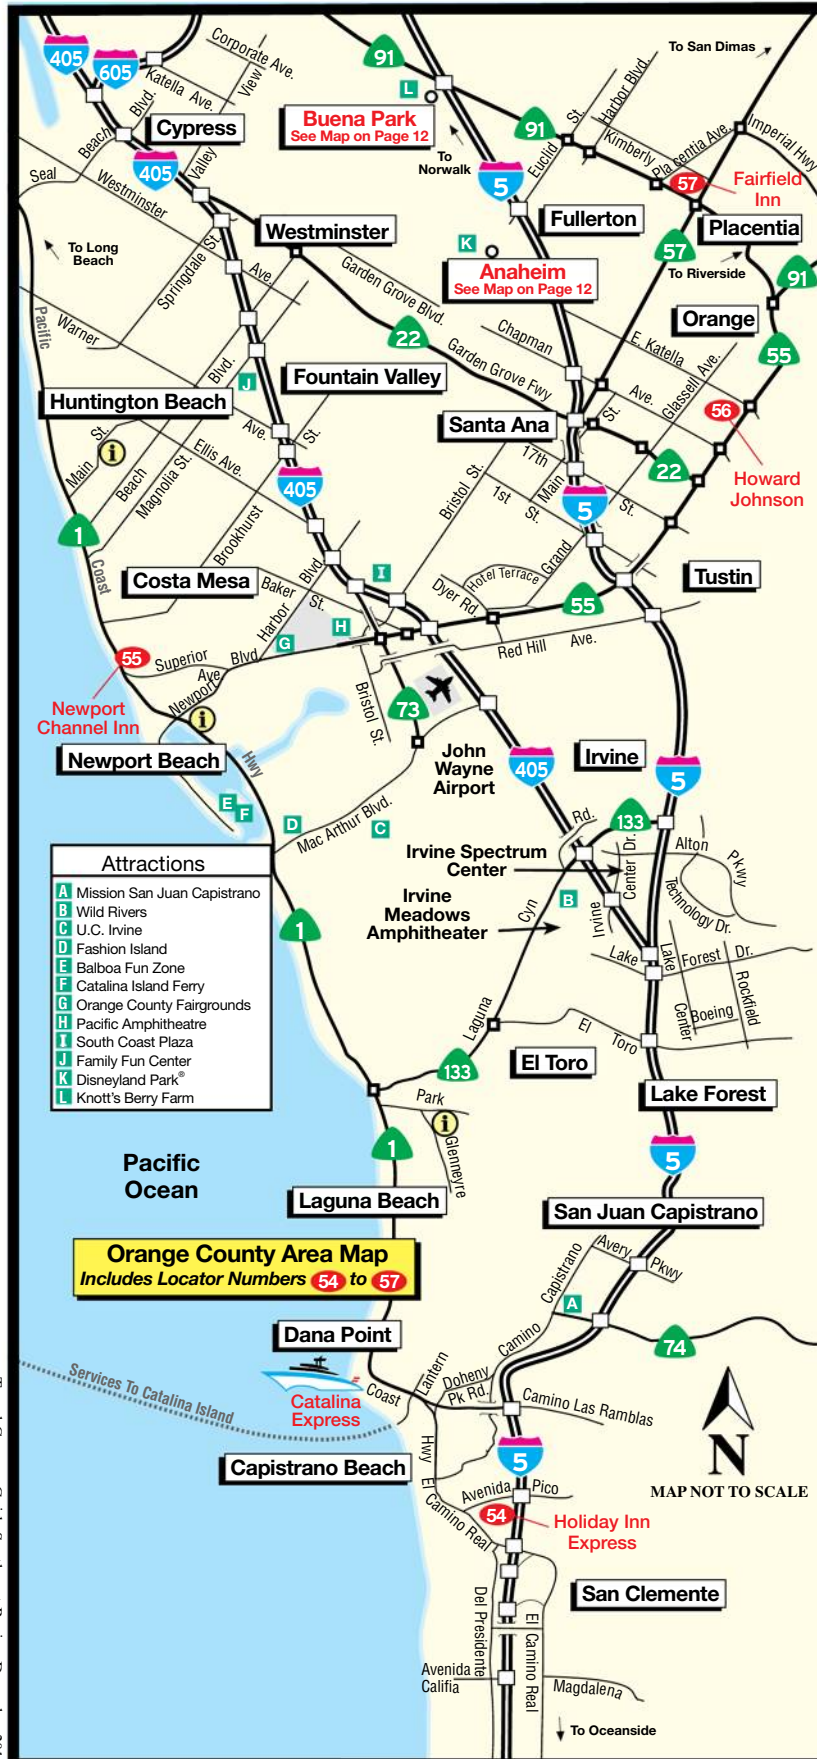 405
605
Corporate Ave.
Katella Ave.
View
Valley
91
To San Dimas
L
Buena Park
See Map on Page 12
To
Norwalk
91
Euclid St.
Harbor Blvd.
Kimberly
Placentia Ave.
Imperial Hwy
Cypress
Beach Blvd.
405
Seal
Westminster
Ave.
5
57
Fairfield
Inn
Fullerton
Placentia
57
To Riverside
91
To Long
Beach
Springdale St.
Westminster
K
Anaheim
See Map on Page 12
Garden Grove Blvd.
22
Garden Grove Fwy
Chapman
Ave.
E. Katella
Orange
55
Pacific
Warner
Ave.
Blvd.
J
Fountain Valley
Huntington Beach
Glassell Ave.
56
Howard
Johnson
Santa Ana
St.
22
Main St.
i
Beach
Magnolia St.
Ellis Ave.
St.
405
Bristol St.
17th
St.
1st
St.
Main
5
1
Coast
Brookhurst
Costa Mesa
Baker
St.
Harbor
Blvd.
I
Dyer Rd.
Hotel Terrace
Grand
Tustin
55
G
H
55
Superior
Ave.
Newport
Blvd.
Red Hill Ave.
Newport
Channel Inn
i
Bristol St.
73
John
Wayne
Airport
405
Irvine
5
Newport Beach
Hwy
E
F
D
Mac Arthur Blvd.
C
Rd.
133
Irvine Spectrum
Center
Irvine
Meadows
Amphitheater
B
Cyn
Irvine
Center
Dr.
Alton
Pkwy
Technology Dr.
Lake
Forest
Dr.
Lake
Center
Boeing
Rockfield
Attractions
A Mission San Juan Capistrano
B Wild Rivers
C U.C. Irvine
D Fashion Island
E Balboa Fun Zone
F Catalina Island Ferry
G Orange County Fairgrounds
H Pacific Amphitheatre
I South Coast Plaza
J Family Fun Center
K Disneyland Park®
L Knott's Berry Farm
1
Laguna
El
Toro
133
El Toro
Lake Forest
Park
i
Glenneyre
1
5
Pacific
Ocean
Laguna Beach
San Juan Capistrano
Orange County Area Map
Includes Locator Numbers 54 to 57
Avery
Pkwy
Camino
Capistrano
A
74
Dana Point
Services To Catalina Island
Catalina
Express
Coast
Hwy
Lantern
Doheny
Pk Rd.
Camino Las Ramblas
N
MAP NOT TO SCALE
Capistrano Beach
5
El
Camino Real
Avenida
Pico
54
Holiday Inn
Express
San Clemente
Del Presidente
El Camino Real
Avenida
Califia
Magdalena
To Oceanside